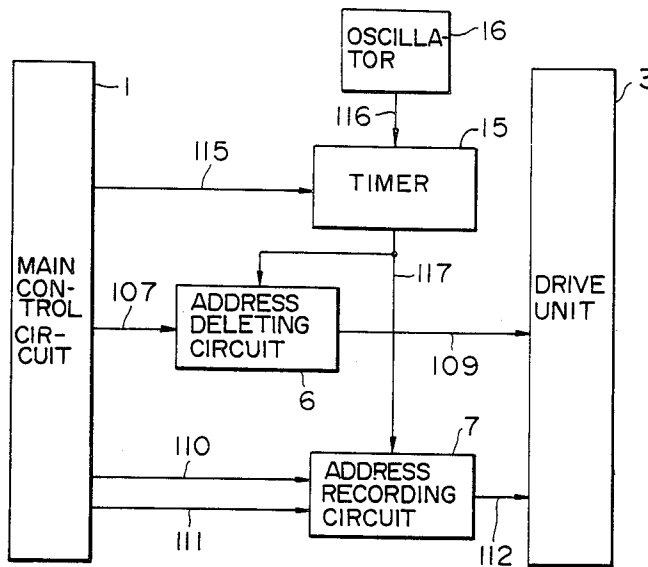 OSCILLA-
TOR
16
1
3
116
15
115
TIMER
117
MAIN
CON-
TROL
CIR-
CUIT
107
ADDRESS
DELETING
CIRCUIT
6
109
DRIVE
UNIT
7
110
111
ADDRESS
RECORDING
CIRCUIT
112